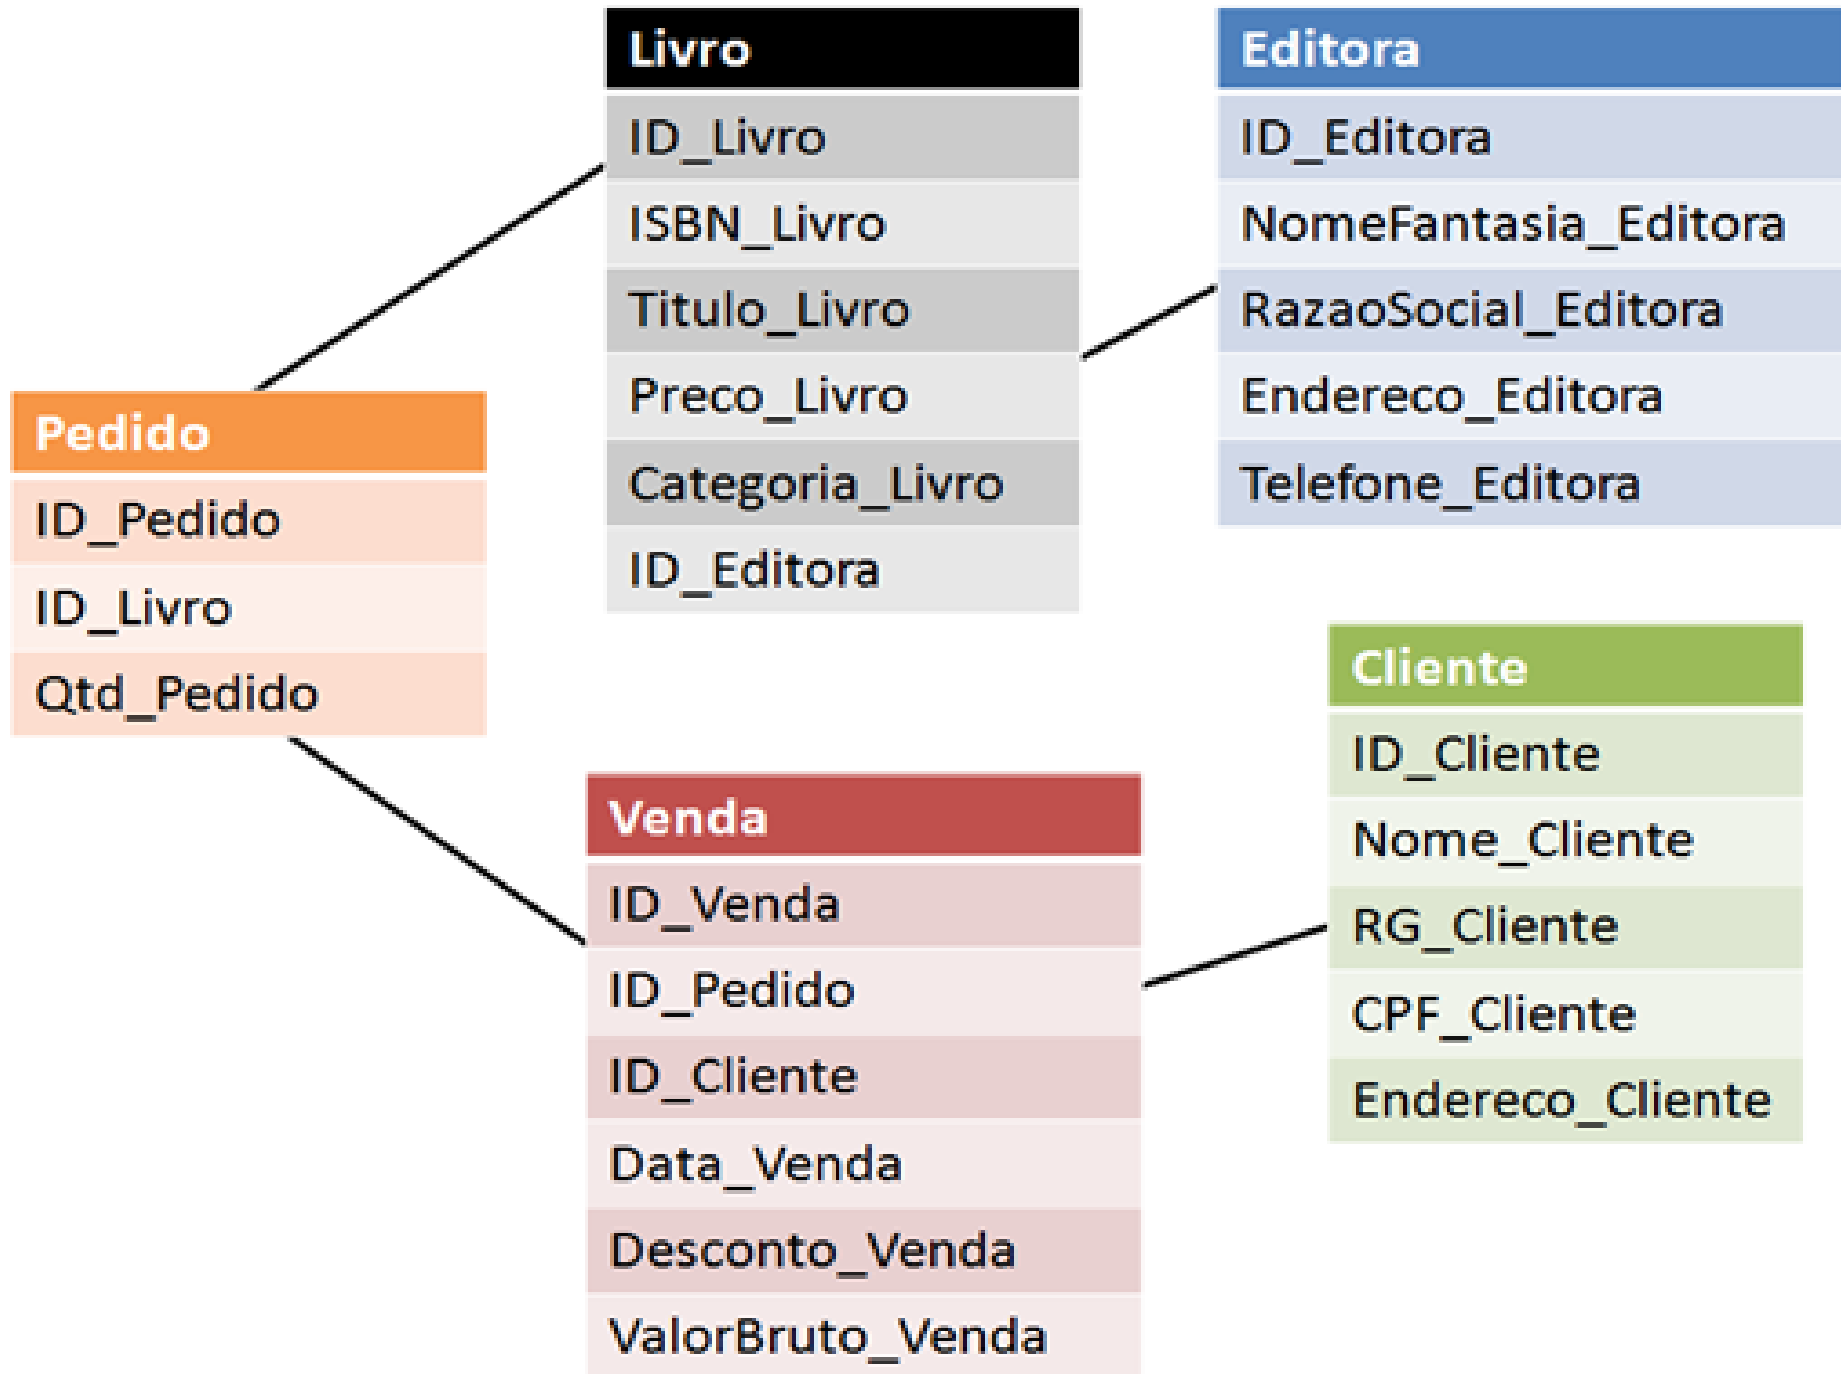 Livro
ID_Livro
ISBN_Livro
Titulo_Livro
Preco_Livro
Categoria_Livro
ID_Editora
Editora
ID_Editora
NomeFantasia_Editora
RazaoSocial_Editora
Endereco_Editora
Telefone_Editora
Pedido
ID_Pedido
ID_Livro
Qtd_Pedido
Venda
ID_Venda
ID_Pedido
ID_Cliente
Data_Venda
Desconto_Venda
ValorBruto_Venda
Cliente
ID_Cliente
Nome_Cliente
RG_Cliente
CPF_Cliente
Endereco_Cliente